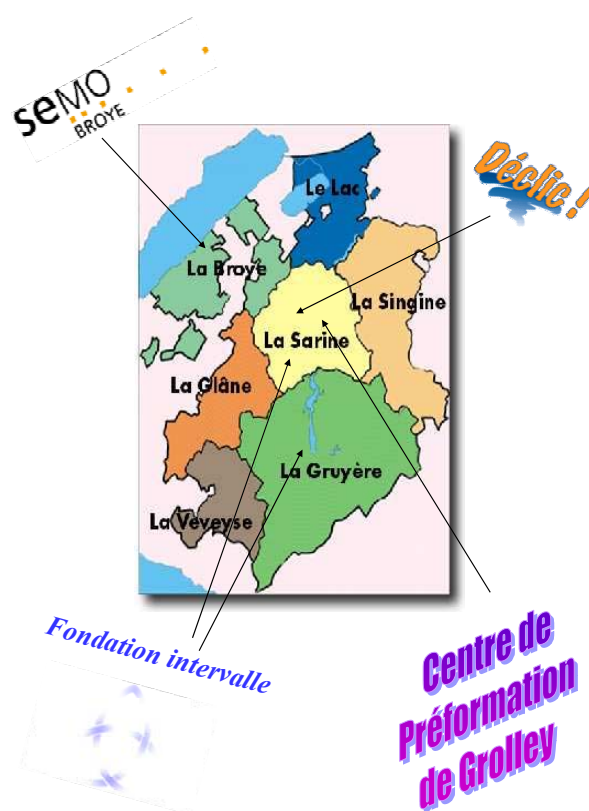 seMO
BROYE
Déclic !
Le Lac
La Broye
La Singine
La Sarine
La Glâne
La Gruyère
La Veveyse
Fondation intervalle
Centre de
Préformation
de Grolley